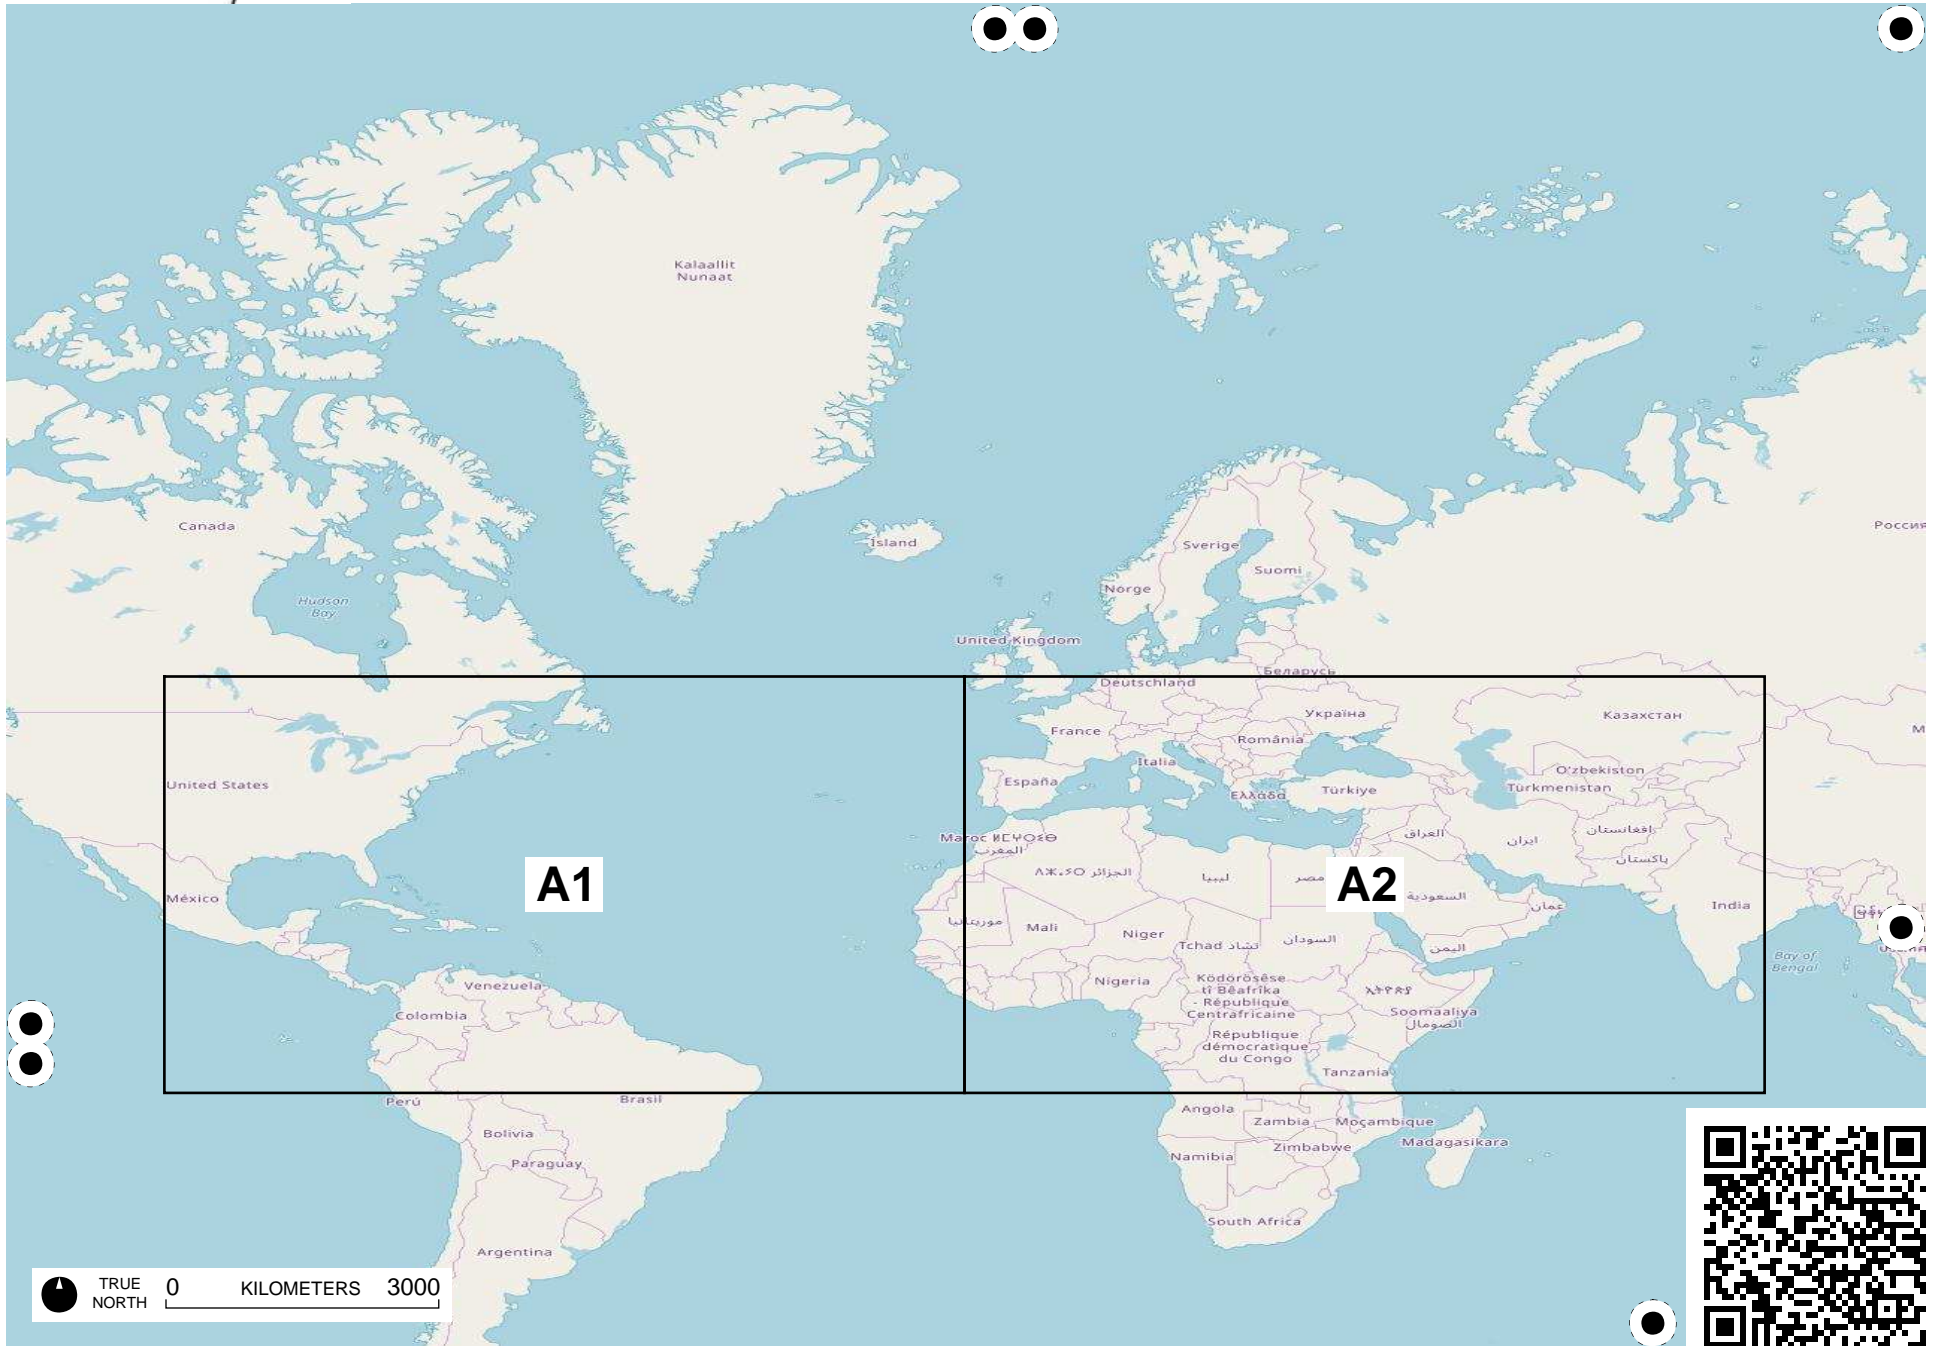 Kalaallit
Nunaat
Canada
Россия
Ísland
Sverige
Suomi
Norge
Hudson
Bay
United Kingdom
Беларусь
Deutschland
Україна
Казахстан
France
România
Italia
O'zbekiston
España
Türkmenistan
United States
Ελλάδα
Türkiye
Maroc ⵍⵎⵖⵔⵉⴱ
المغرب
العراق
افغانستان
ایران
پاکستان
الجزائر
ليبيا
مصر
A1
A2
السعودية
México
India
عمان
موريتانيا
Mali
Niger
Tchad تشاد
السودان
اليمن
Bay of
Bengal
Venezuela
Nigeria
Ködörösêse
tî Bêafrîka
- République
Centrafricaine
Colombia
Soomaaliya
الصومال
République
démocratique
du Congo
Tanzania
Perú
Brasil
Angola
Zambia
Moçambique
Bolivia
Madagasikara
Paraguay
Namibia
Zimbabwe
South Africa
Argentina
TRUE
NORTH
0 KILOMETERS 3000